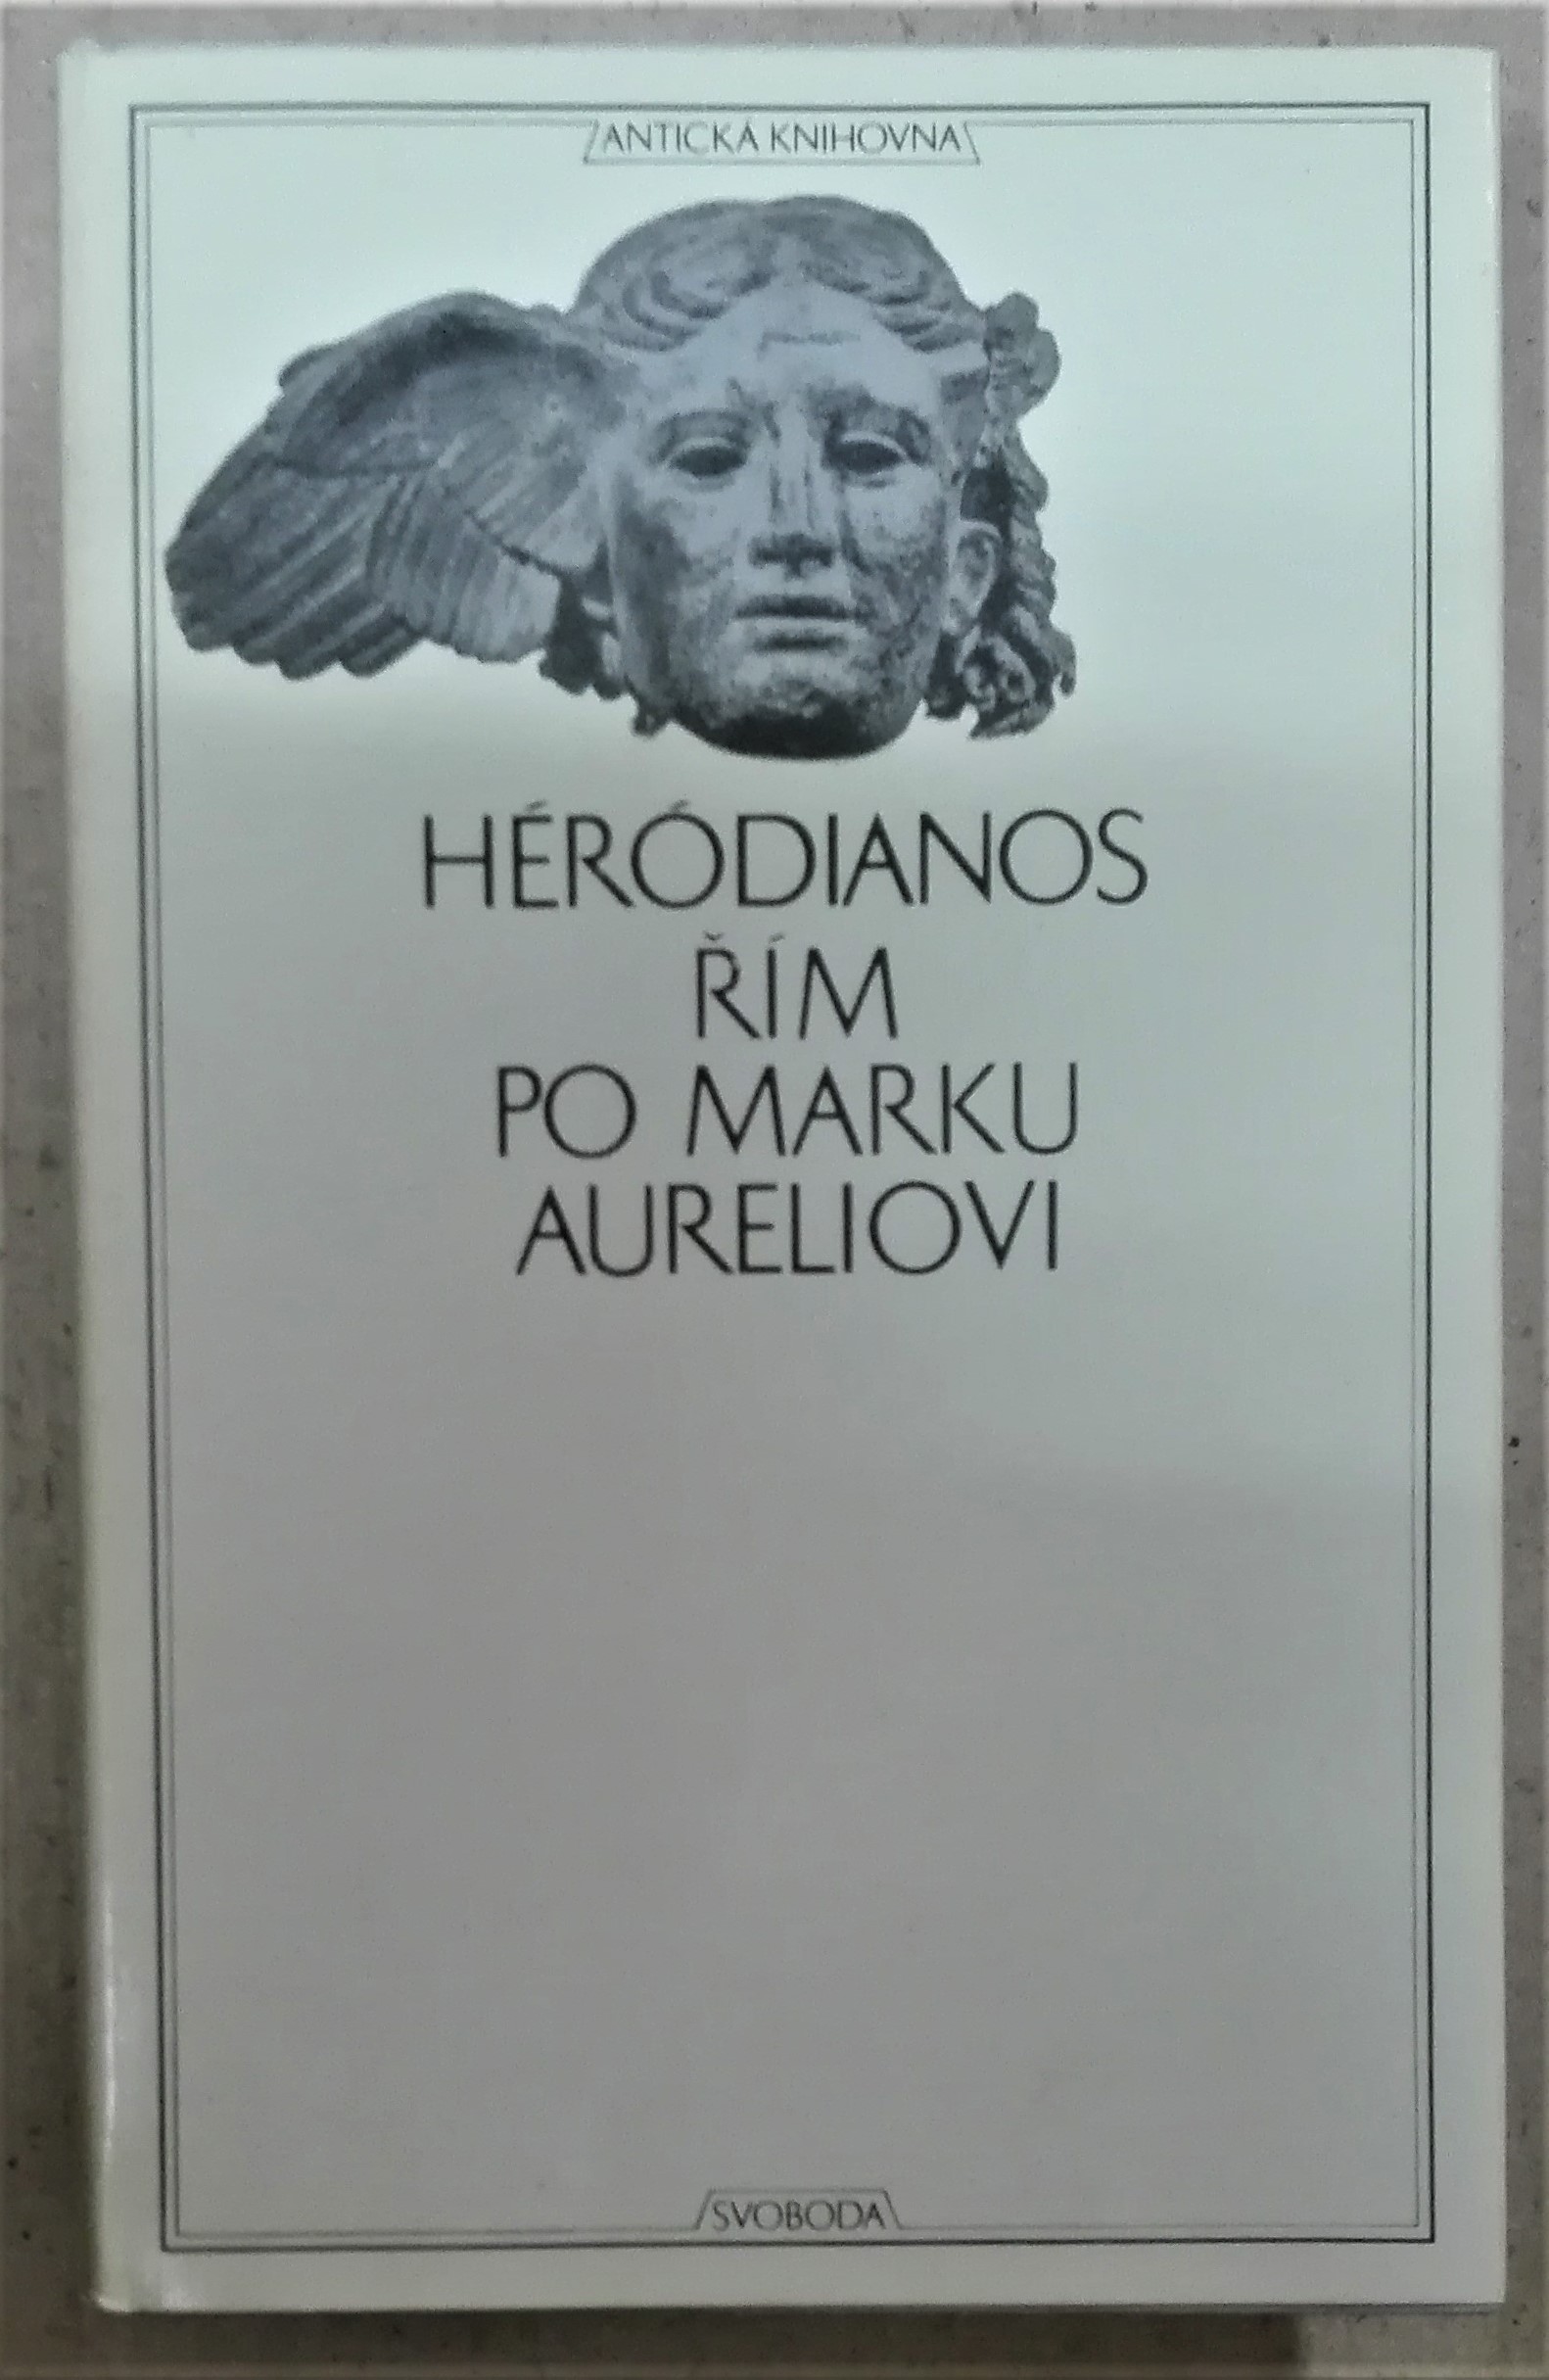 ANTICKÁ KNIHOVNA
HÉRÓDIANOS
ŘÍM
PO MARKU
AURELIOVI
SVOBODA